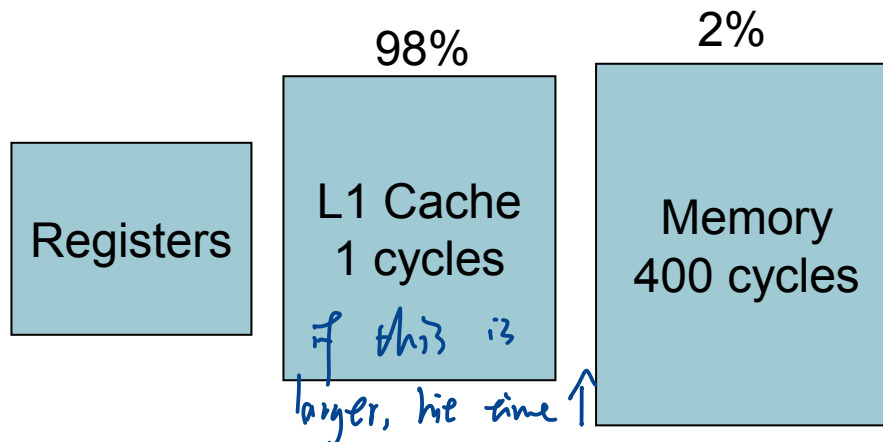 98%
2%
Registers
L1 Cache
1 cycles
Memory
400 cycles
if this is
larger, hit time ↑